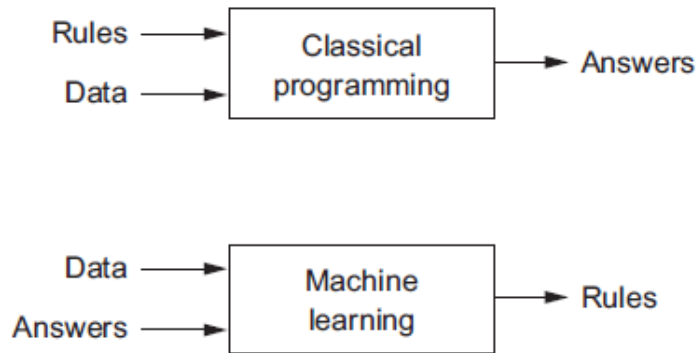 Rules
Data
Classical
programming
Answers
Data
Answers
Machine
learning
Rules